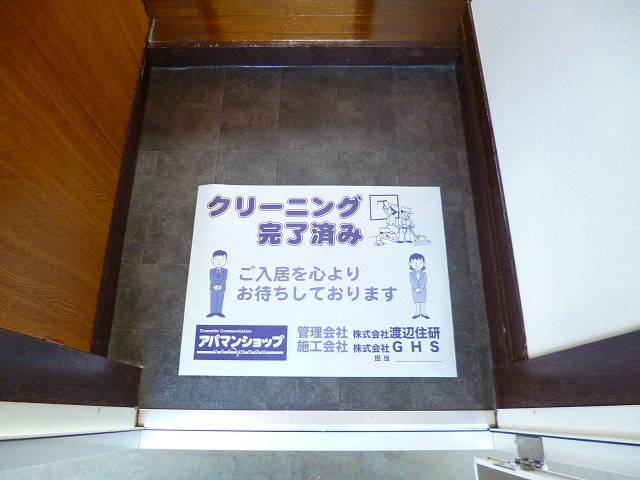 クリーニング
完了済み
ご入居を心より
お待ちしております
Dramatic Communication
アパマンショップ
管理会社 株式会社渡辺住研
施工会社 株式会社GHS
担当